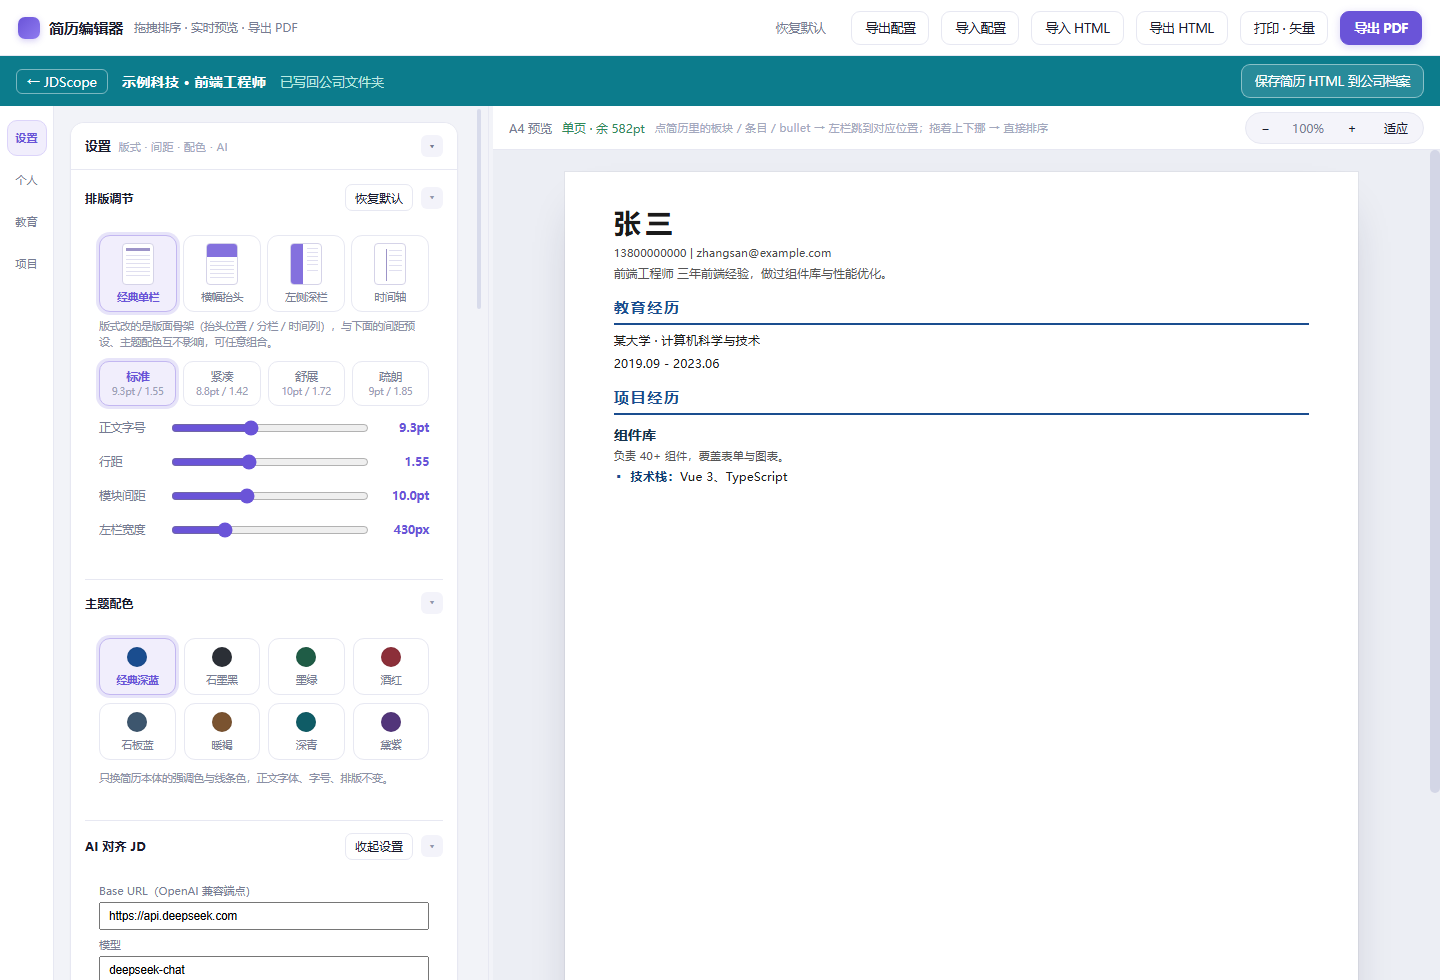 简历编辑器 拖拽排序 · 实时预览 · 导出 PDF
恢复默认 导出配置 导入配置 导入 HTML 导出 HTML 打印 · 矢量 导出 PDF
← JDScope 示例科技 • 前端工程师 已写回公司文件夹 保存简历 HTML 到公司档案
设置
个人
教育
项目
设置 版式 · 间距 · 配色 · AI
排版调节 恢复默认
经典单栏 横幅抬头 左侧深栏 时间轴
版式改的是版面骨架（抬头位置 / 分栏 / 时间列），与下面的间距预
设、主题配色互不影响，可任意组合。
标准 紧凑 舒展 疏朗
9.3pt / 1.55 8.8pt / 1.42 10pt / 1.72 9pt / 1.85
正文字号 9.3pt
行距 1.55
模块间距 10.0pt
左栏宽度 430px
主题配色
经典深蓝 石墨黑 墨绿 酒红
石板蓝 暖褐 深青 黛紫
只换简历本体的强调色与线条色，正文字体、字号、排版不变。
AI 对齐 JD 收起设置
Base URL（OpenAI 兼容端点）
https://api.deepseek.com
模型
deepseek-chat
A4 预览 单页 · 余 582pt 点简历里的板块 / 条目 / bullet → 左栏跳到对应位置；拖着上下挪 → 直接排序
− 100% + 适应
张三
13800000000 | zhangsan@example.com
前端工程师 三年前端经验，做过组件库与性能优化。
教育经历
某大学 · 计算机科学与技术
2019.09 - 2023.06
项目经历
组件库
负责 40+ 组件，覆盖表单与图表。
• 技术栈：Vue 3、TypeScript